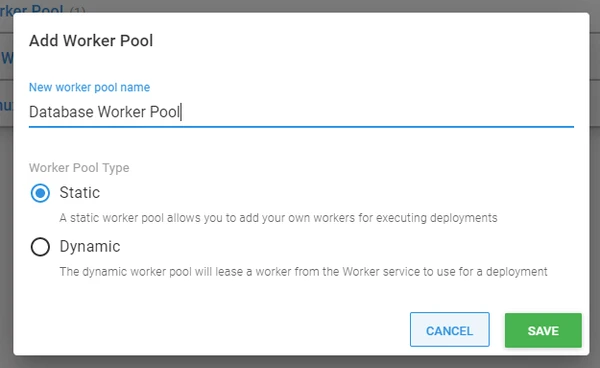 rker Pool (1)
Add Worker Pool
New worker pool name
Database Worker Pool
Worker Pool Type
Static
A static worker pool allows you to add your own workers for executing deployments
Dynamic
The dynamic worker pool will lease a worker from the Worker service to use for a deployment
CANCEL
SAVE